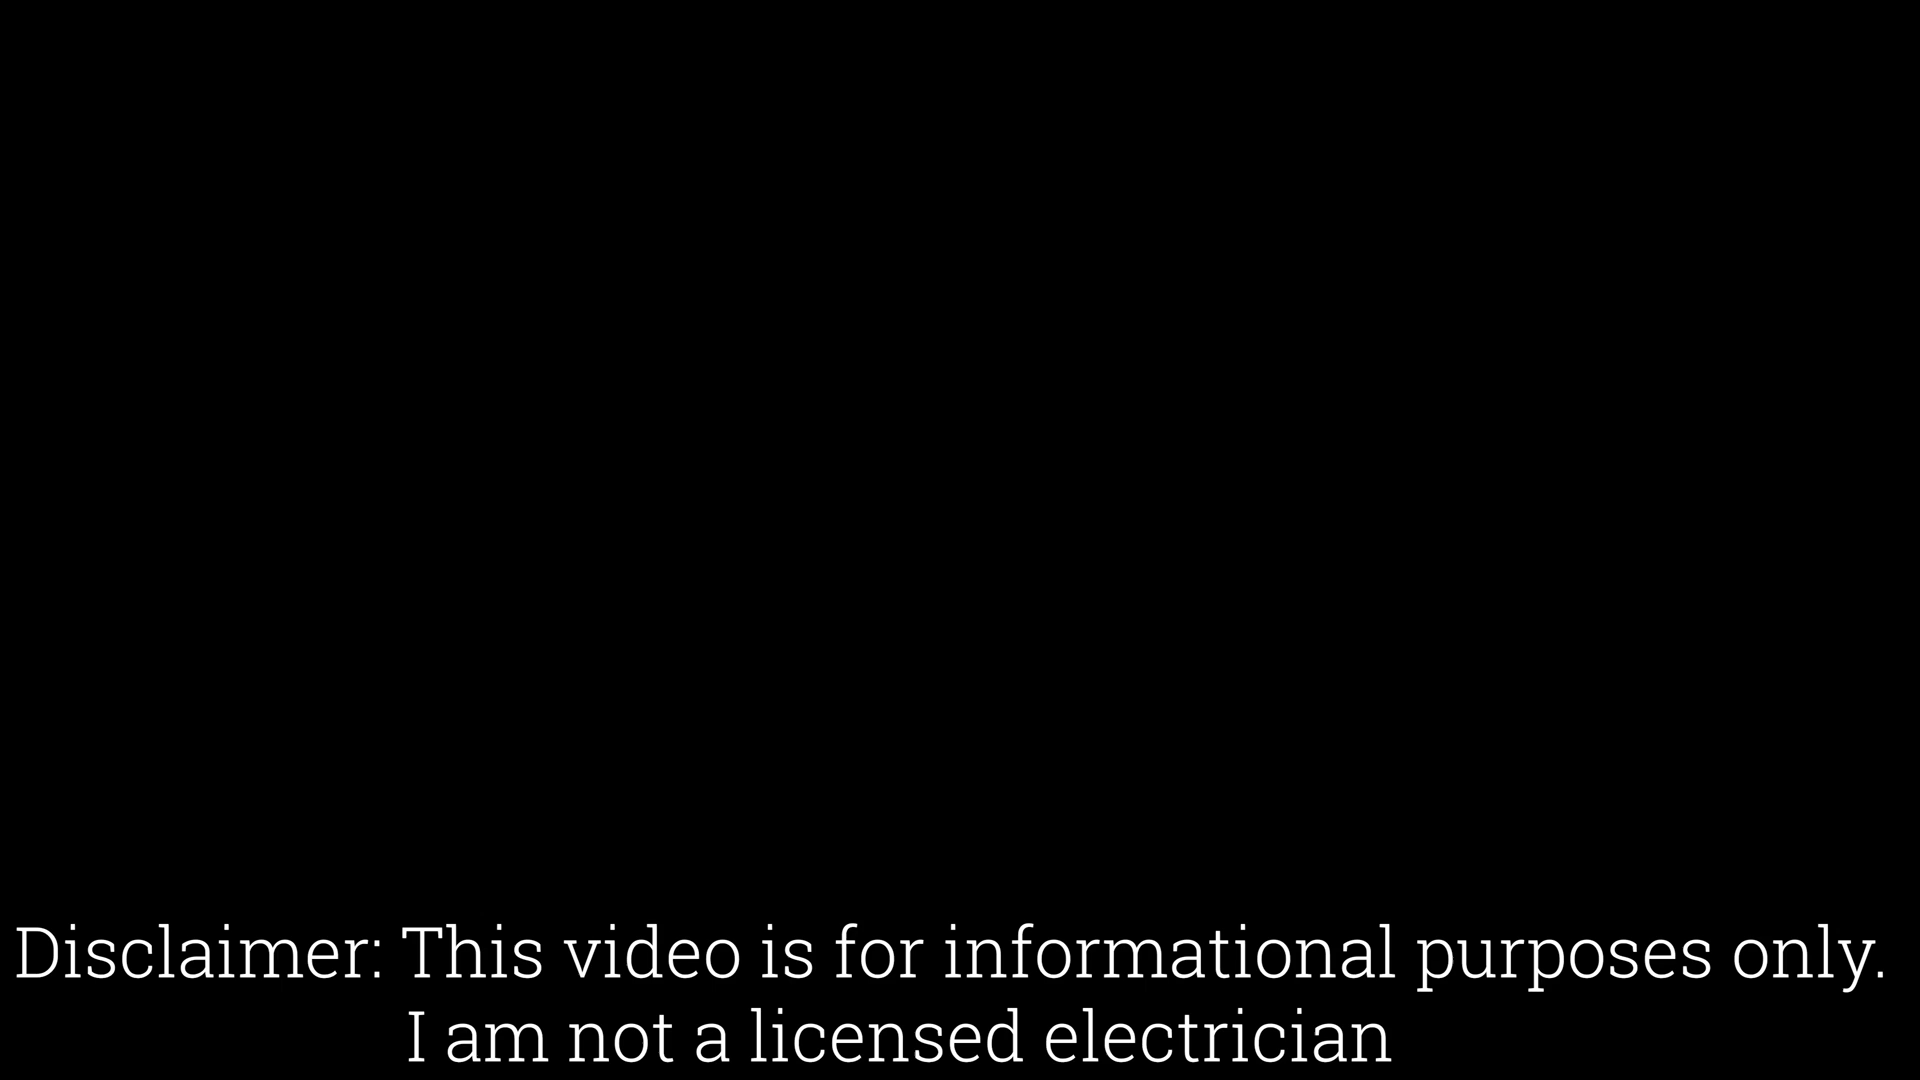 Disclaimer: This video is for informational purposes only.
I am not a licensed electrician